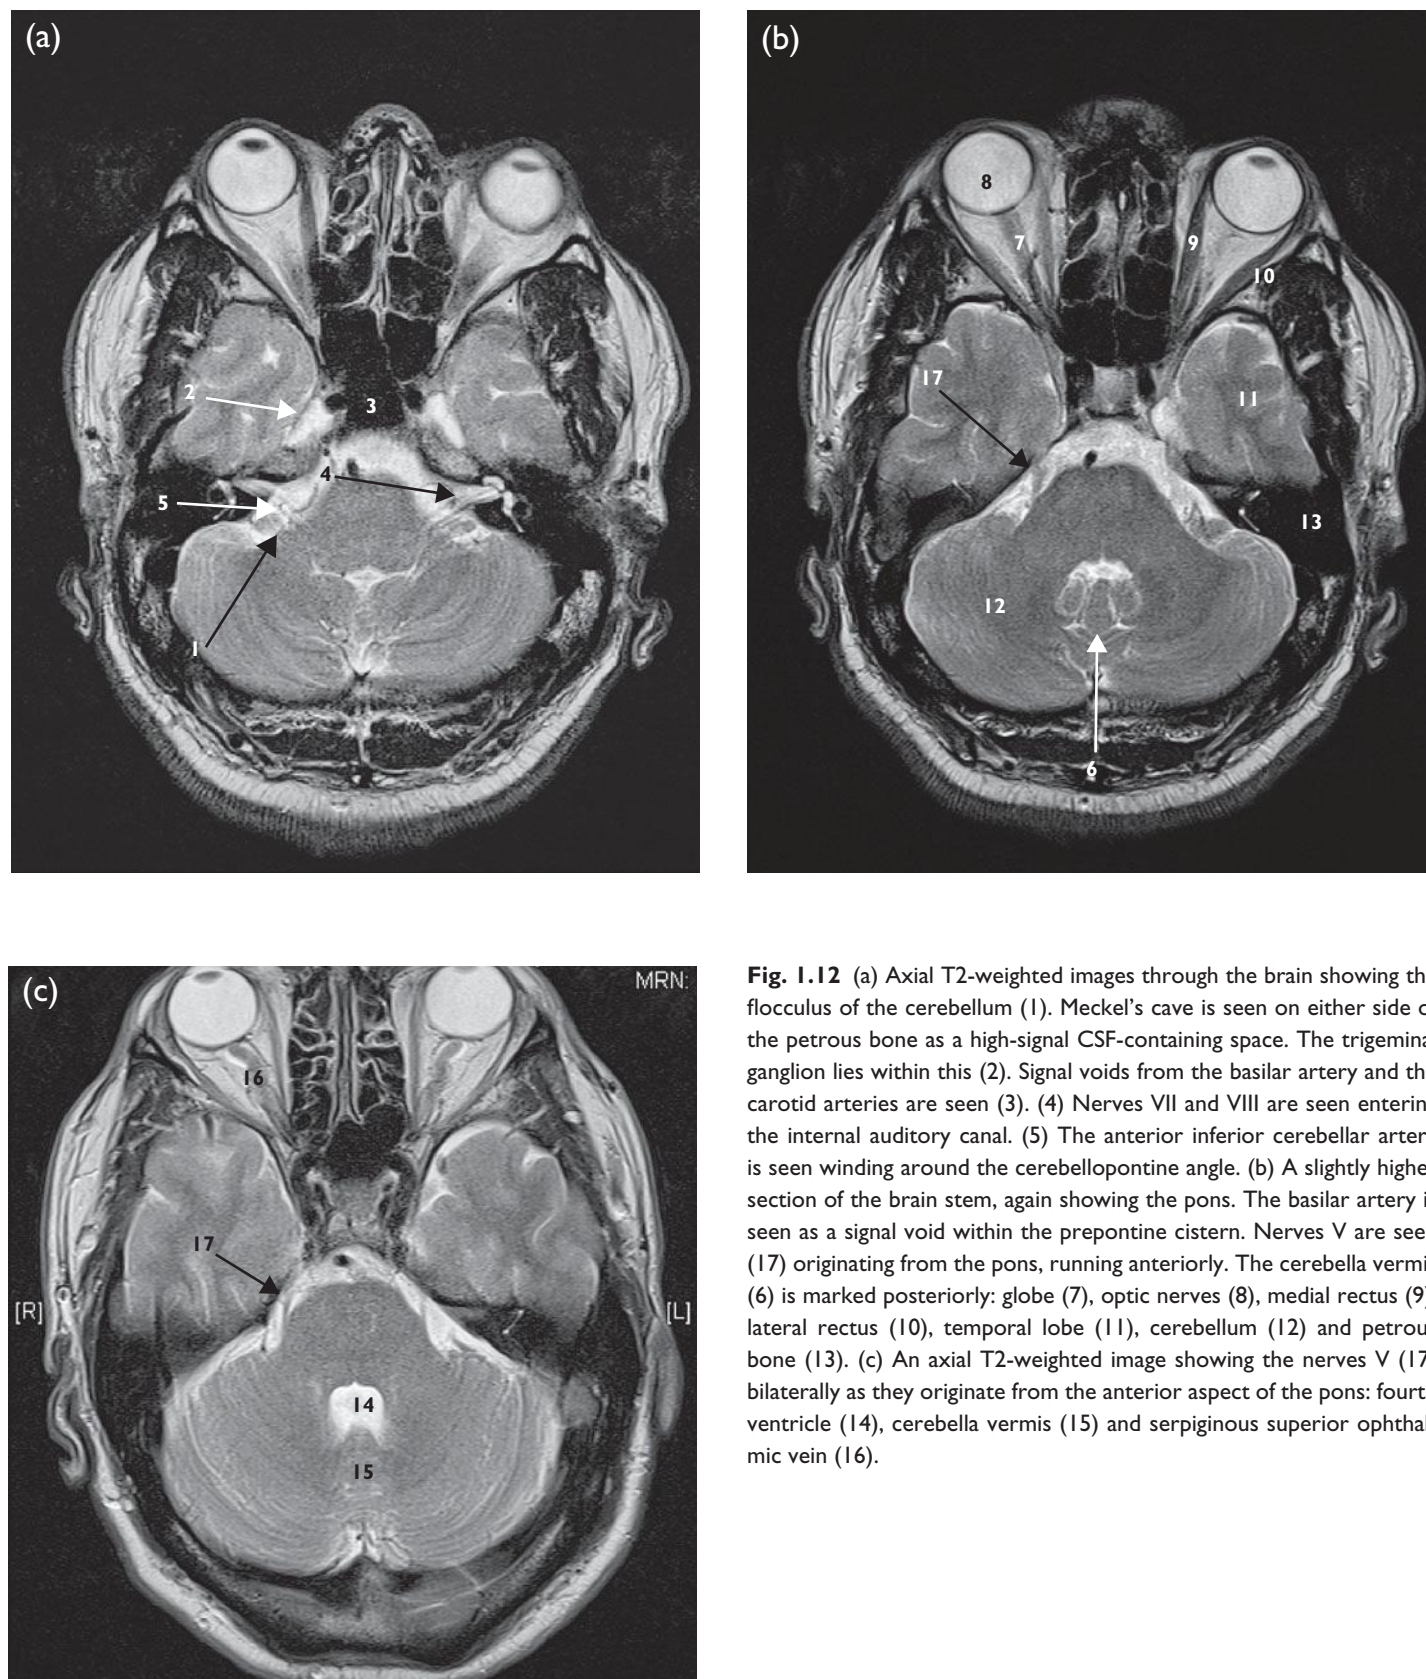 (a)
2
3
4
5
1
(b)
8
7
9
10
17
11
13
12
6
(c)
MRN:
16
17
[R]
[L]
14
15
Fig. 1.12 (a) Axial T2-weighted images through the brain showing th
flocculus of the cerebellum (1). Meckel’s cave is seen on either side o
the petrous bone as a high-signal CSF-containing space. The trigemina
ganglion lies within this (2). Signal voids from the basilar artery and th
carotid arteries are seen (3). (4) Nerves VII and VIII are seen enterin
the internal auditory canal. (5) The anterior inferior cerebellar arter
is seen winding around the cerebellopontine angle. (b) A slightly highe
section of the brain stem, again showing the pons. The basilar artery i
seen as a signal void within the prepontine cistern. Nerves V are see
(17) originating from the pons, running anteriorly. The cerebella vermi
(6) is marked posteriorly: globe (7), optic nerves (8), medial rectus (9)
lateral rectus (10), temporal lobe (11), cerebellum (12) and petrou
bone (13). (c) An axial T2-weighted image showing the nerves V (17
bilaterally as they originate from the anterior aspect of the pons: fourt
ventricle (14), cerebella vermis (15) and serpiginous superior ophthal
mic vein (16).